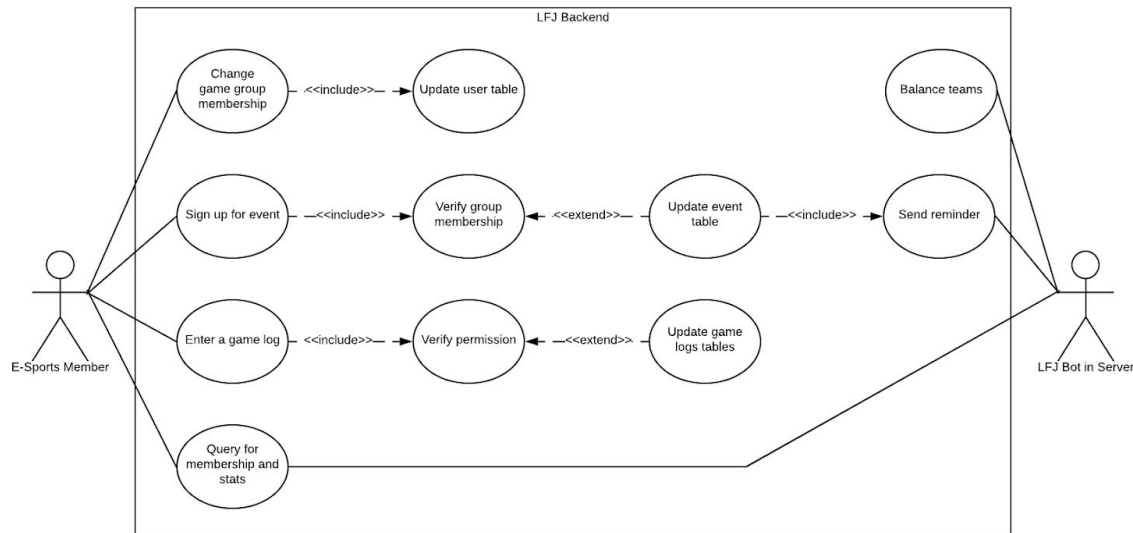 LFJ Backend
Change
game group
membership
<<include>>
Update user table
Balance teams
Sign up for event
<<include>>
Verify group
membership
<<extend>>
Update event
table
<<include>>
Send reminder
E-Sports Member
LFJ Bot in Server
Enter a game log
<<include>>
Verify permission
<<extend>>
Update game
logs tables
Query for
membership and
stats